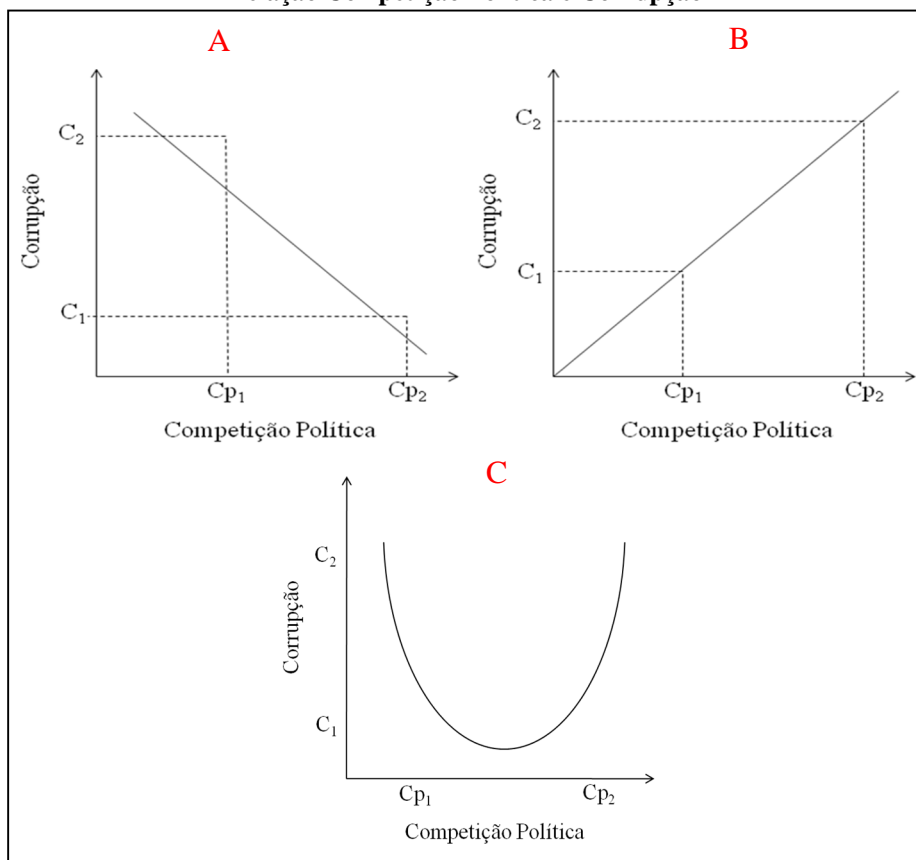 A
B
C₂
C₁
Corrupção
Cp₁
Cp₂
Competição Política
C₂
C₁
Corrupção
Cp₁
Cp₂
Competição Política
C
C₂
C₁
Corrupção
Cp₁
Cp₂
Competição Política